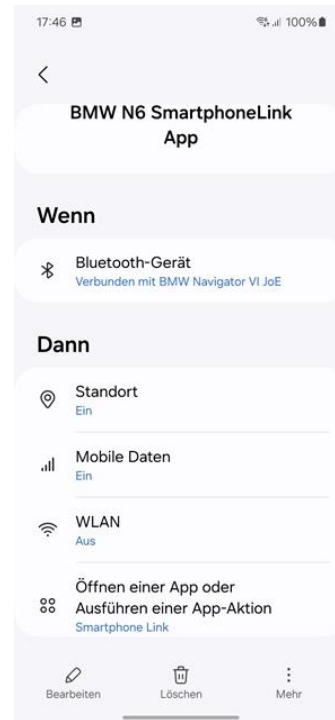 17:46 100%
BMW N6 SmartphoneLink
App
Wenn
Bluetooth-Gerät
Verbunden mit BMW Navigator VI JoE
Dann
Standort
Ein
Mobile Daten
Ein
WLAN
Aus
Öffnen einer App oder
Ausführen einer App-Aktion
Smartphone Link
Bearbeiten Löschen Mehr